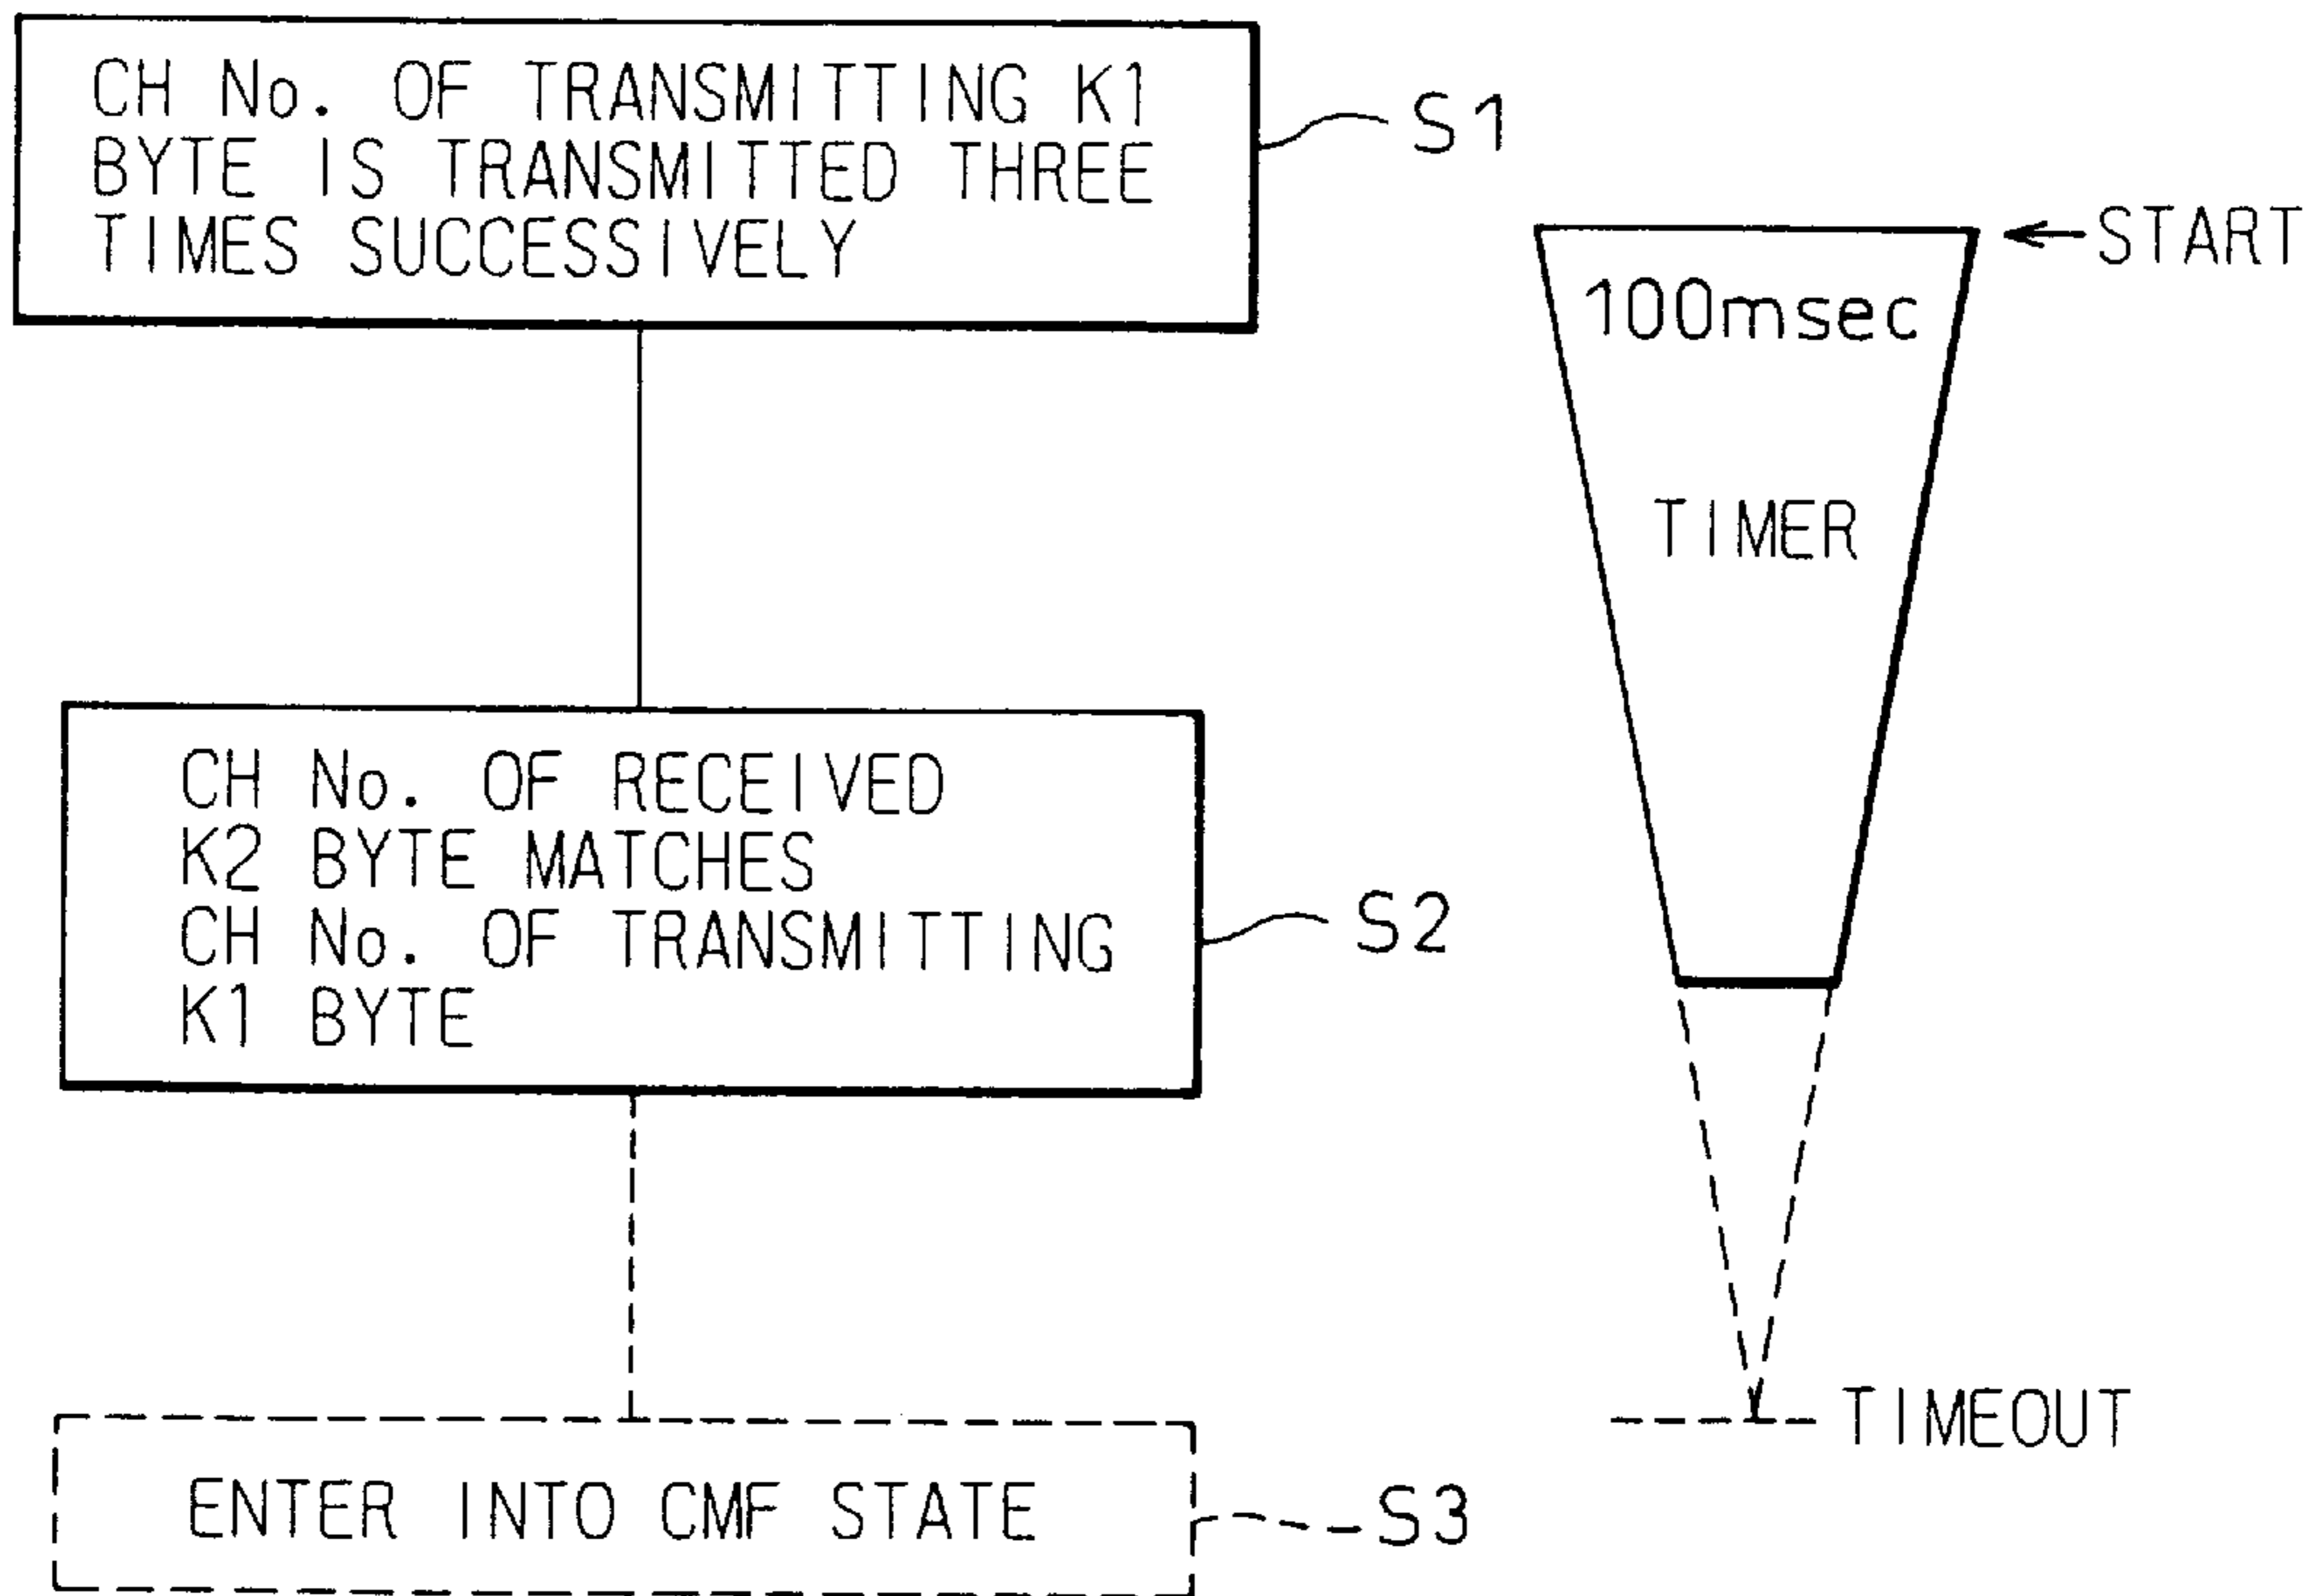 CH No. OF TRANSMITTING K1
BYTE IS TRANSMITTED THREE
TIMES SUCCESSIVELY
S1
START
100msec
TIMER
CH No. OF RECEIVED
K2 BYTE MATCHES
CH No. OF TRANSMITTING
K1 BYTE
S2
TIMEOUT
ENTER INTO CMF STATE
S3